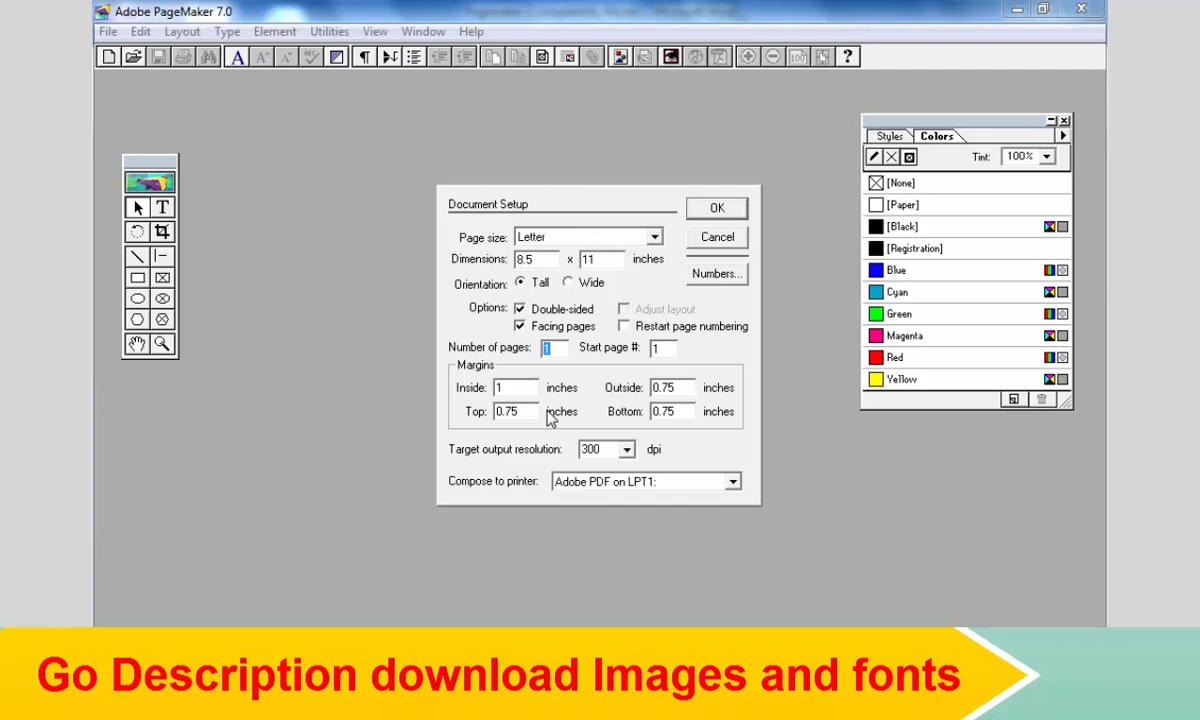 Adobe PageMaker 7.0
File Edit Layout Type Element Utilities View Window Help
Styles Colors
Tint: 100%
[None]
[Paper]
[Black]
[Registration]
Blue
Cyan
Green
Magenta
Red
Yellow
Document Setup
OK
Page size: Letter
Cancel
Dimensions: 8.5 x 11 inches
Numbers...
Orientation: Tall Wide
Options: Double-sided Adjust layout
Facing pages Restart page numbering
Number of pages: 1 Start page #: 1
Margins
Inside: 1 inches Outside: 0.75 inches
Top: 0.75 inches Bottom: 0.75 inches
Target output resolution: 300 dpi
Compose to printer: Adobe PDF on LPT1:
Go Description download Images and fonts